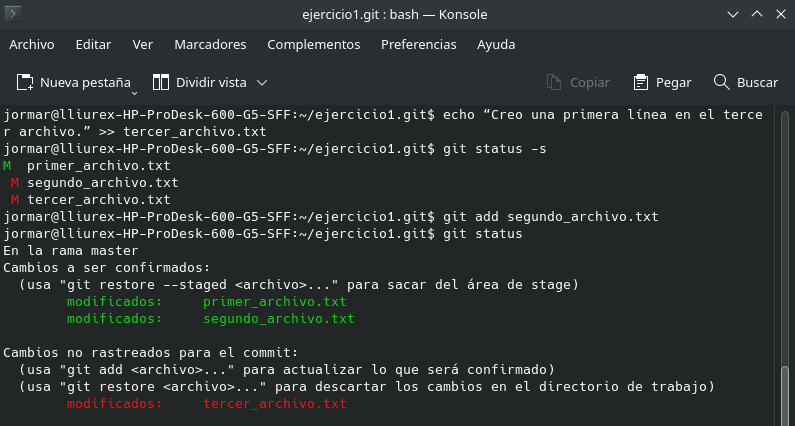 ejercicio1.git : bash — Konsole
Archivo Editar Ver Marcadores Complementos Preferencias Ayuda
Nueva pestaña Dividir vista Copiar Pegar Buscar
jormar@lliurex-HP-ProDesk-600-G5-SFF:~/ejercicio1.git$ echo “Creo una primera línea en el terce
r archivo.” >> tercer_archivo.txt
jormar@lliurex-HP-ProDesk-600-G5-SFF:~/ejercicio1.git$ git status -s
M  primer_archivo.txt
 M segundo_archivo.txt
 M tercer_archivo.txt
jormar@lliurex-HP-ProDesk-600-G5-SFF:~/ejercicio1.git$ git add segundo_archivo.txt
jormar@lliurex-HP-ProDesk-600-G5-SFF:~/ejercicio1.git$ git status
En la rama master
Cambios a ser confirmados:
  (usa "git restore --staged <archivo>..." para sacar del área de stage)
        modificados:     primer_archivo.txt
        modificados:     segundo_archivo.txt

Cambios no rastreados para el commit:
  (usa "git add <archivo>..." para actualizar lo que será confirmado)
  (usa "git restore <archivo>..." para descartar los cambios en el directorio de trabajo)
        modificados:     tercer_archivo.txt